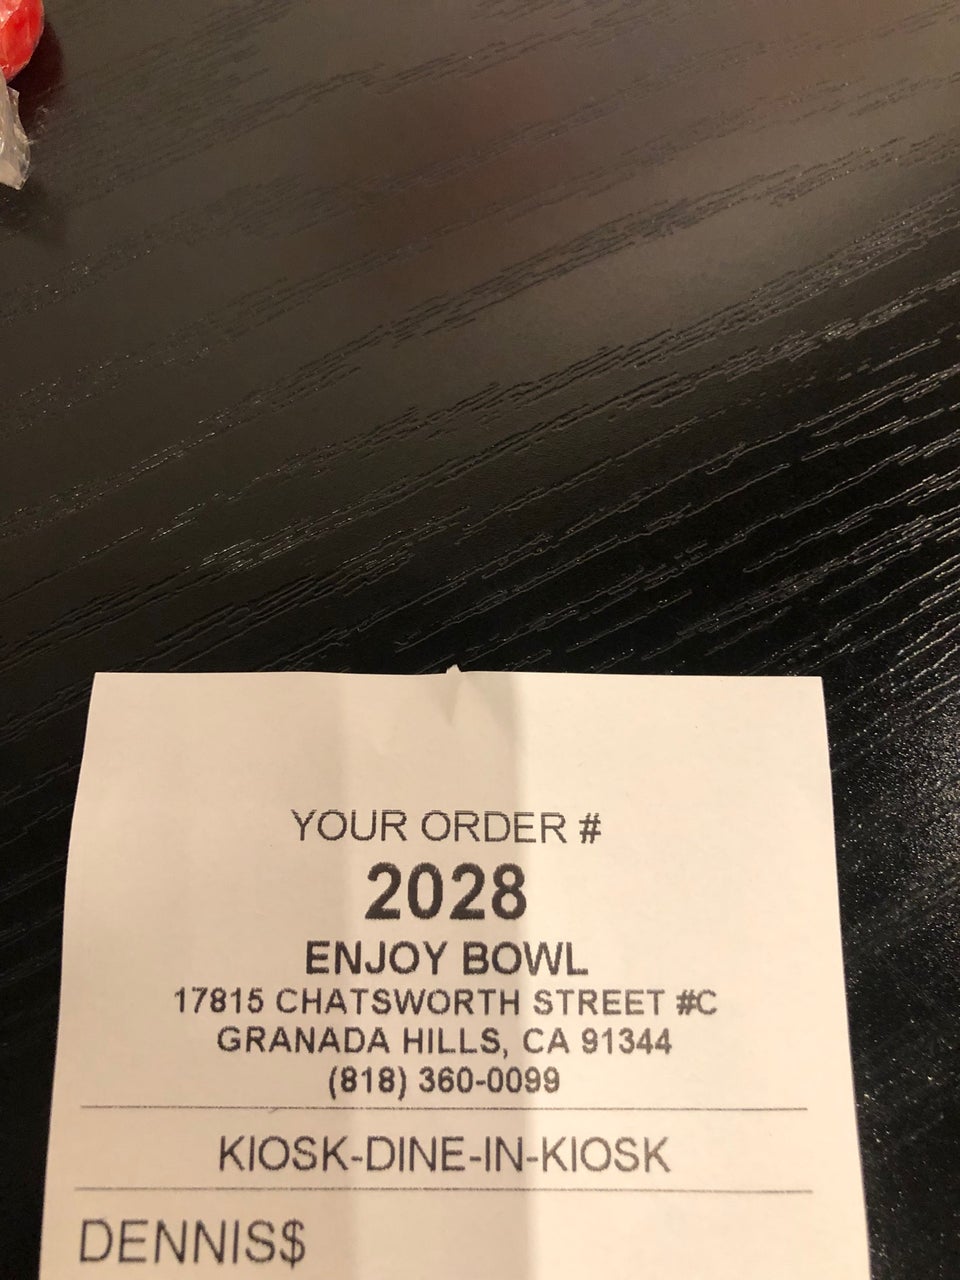 YOUR ORDER #
2028
ENJOY BOWL
17815 CHATSWORTH STREET #C
GRANADA HILLS, CA 91344
(818) 360-0099
KIOSK-DINE-IN-KIOSK
DENNIS$